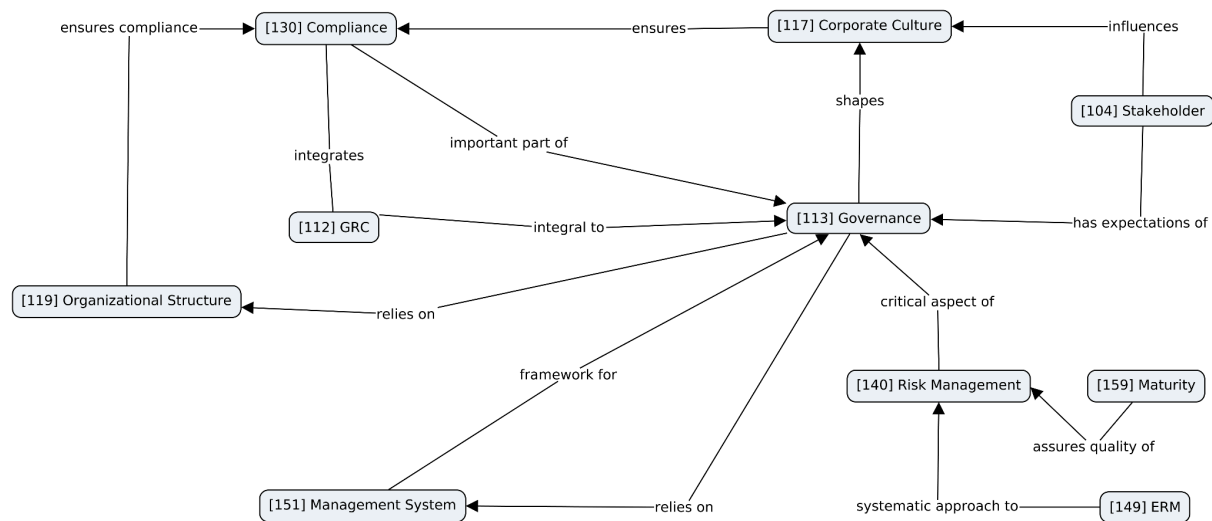 ensures compliance
[130] Compliance
ensures
[117] Corporate Culture
influences
shapes
[104] Stakeholder
important part of
integrates
[112] GRC
integral to
[113] Governance
has expectations of
[119] Organizational Structure
relies on
critical aspect of
framework for
[140] Risk Management
[159] Maturity
assures quality of
[151] Management System
relies on
systematic approach to
[149] ERM